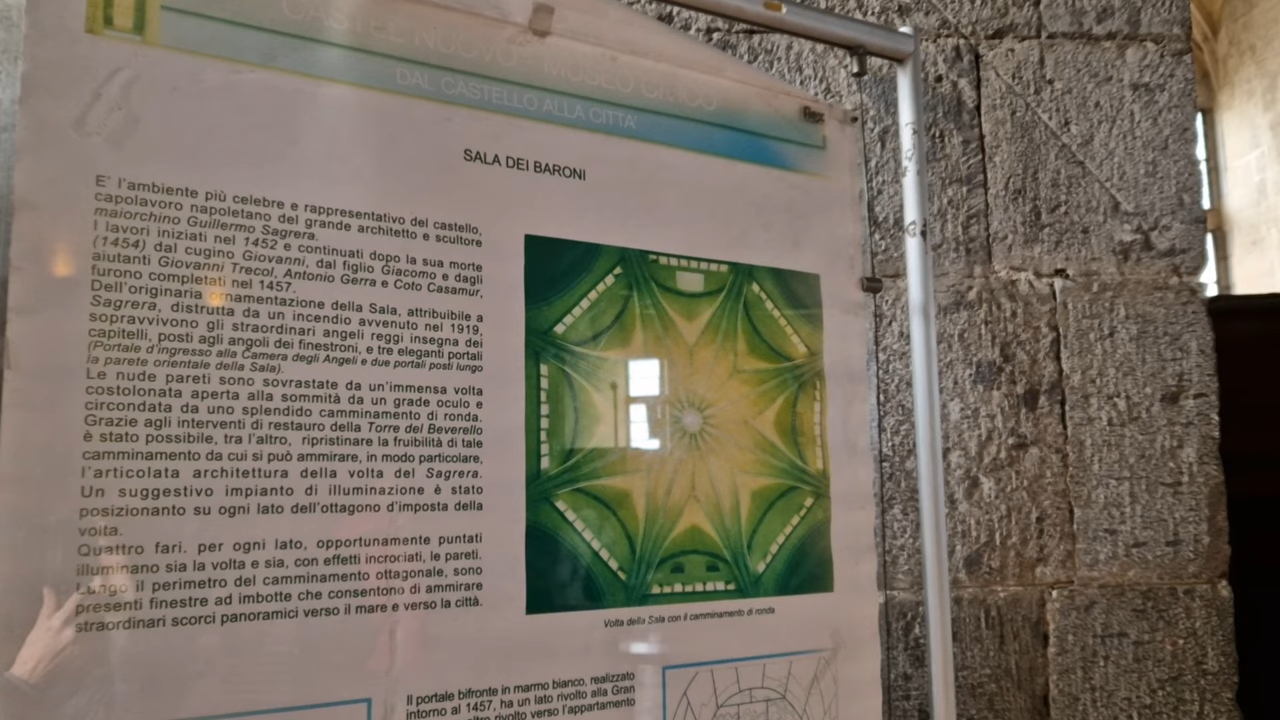 CASTEL NUOVO - MUSEO CIVICO
DAL CASTELLO ALLA CITTA'
SALA DEI BARONI
E' l'ambiente più celebre e rappresentativo del castello,
capolavoro napoletano del grande architetto e scultore
maiorchino Guillermo Sagrera.
I lavori iniziati nel 1452 e continuati dopo la sua morte
(1454) dal cugino Giovanni, dal figlio Giacomo e dagli
aiutanti Giovanni Trecol, Antonio Gerra e Coto Casamur,
furono completati nel 1457.
Dell'originaria ornamentazione della Sala, attribuibile a
Sagrera, distrutta da un incendio avvenuto nel 1919,
sopravvivono gli straordinari angeli reggi insegna dei
capitelli, posti agli angoli dei finestroni, e tre eleganti portali
(Portale d'ingresso alla Camera degli Angeli e due portali posti lungo
la parete orientale della Sala).
Le nude pareti sono sovrastate da un'immensa volta
costolonata aperta alla sommità da un grade oculo e
circondata da uno splendido camminamento di ronda.
Grazie agli interventi di restauro della Torre del Beverello
è stato possibile, tra l'altro, ripristinare la fruibilità di tale
camminamento da cui si può ammirare, in modo particolare,
l'articolata architettura della volta del Sagrera.
Un suggestivo impianto di illuminazione è stato
posizionanto su ogni lato dell'ottagono d'imposta della
volta.
Quattro fari. per ogni lato, opportunamente puntati
illuminano sia la volta e sia, con effetti incrociati, le pareti.
Lungo il perimetro del camminamento ottagonale, sono
presenti finestre ad imbotte che consentono di ammirare
straordinari scorci panoramici verso il mare e verso la città.
Volta della Sala con il camminamento di ronda
Il portale bifronte in marmo bianco, realizzato
intorno al 1457, ha un lato rivolto alla Gran
rivolto verso l'appartamento